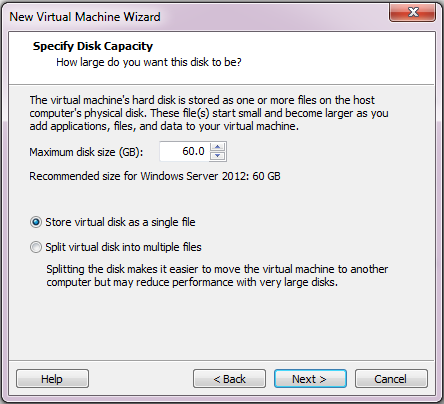 New Virtual Machine Wizard
Specify Disk Capacity
How large do you want this disk to be?
The virtual machine's hard disk is stored as one or more files on the host
computer's physical disk. These file(s) start small and become larger as you
add applications, files, and data to your virtual machine.
Maximum disk size (GB): 60.0
Recommended size for Windows Server 2012: 60 GB
Store virtual disk as a single file
Split virtual disk into multiple files
Splitting the disk makes it easier to move the virtual machine to another
computer but may reduce performance with very large disks.
Help < Back Next > Cancel